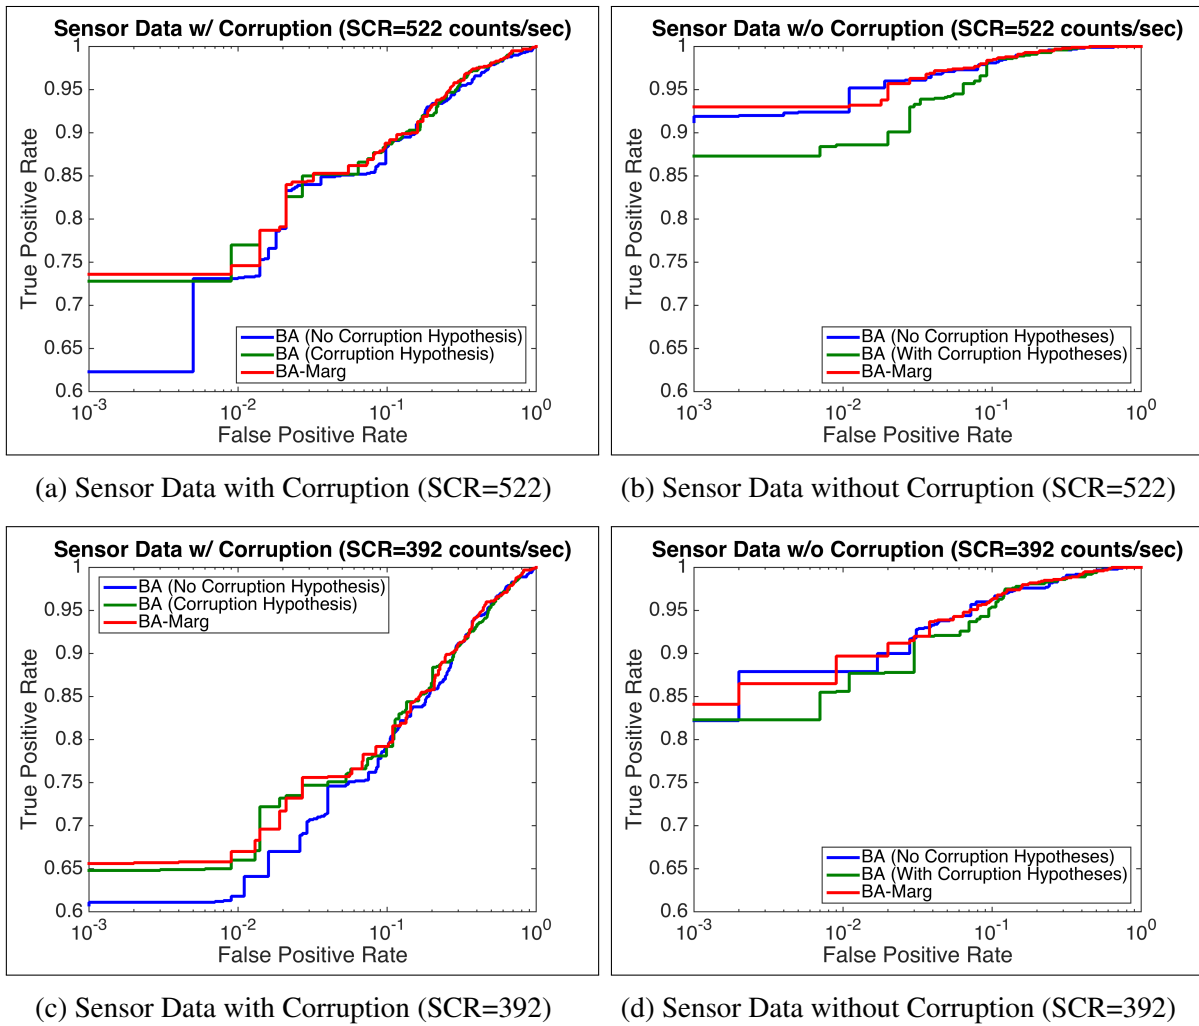 Sensor Data w/ Corruption (SCR=522 counts/sec)
True Positive Rate
1
0.95
0.9
0.85
0.8
0.75
0.7
0.65
0.6
BA (No Corruption Hypothesis)
BA (Corruption Hypothesis)
BA-Marg
10^-3 10^-2 10^-1 10^0
False Positive Rate
(a) Sensor Data with Corruption (SCR=522)
Sensor Data w/o Corruption (SCR=522 counts/sec)
True Positive Rate
1
0.95
0.9
0.85
0.8
0.75
0.7
0.65
0.6
BA (No Corruption Hypotheses)
BA (With Corruption Hypotheses)
BA-Marg
10^-3 10^-2 10^-1 10^0
False Positive Rate
(b) Sensor Data without Corruption (SCR=522)
Sensor Data w/ Corruption (SCR=392 counts/sec)
True Positive Rate
1
0.95
0.9
0.85
0.8
0.75
0.7
0.65
0.6
BA (No Corruption Hypothesis)
BA (Corruption Hypothesis)
BA-Marg
10^-3 10^-2 10^-1 10^0
False Positive Rate
(c) Sensor Data with Corruption (SCR=392)
Sensor Data w/o Corruption (SCR=392 counts/sec)
True Positive Rate
1
0.95
0.9
0.85
0.8
0.75
0.7
0.65
0.6
BA (No Corruption Hypotheses)
BA (With Corruption Hypotheses)
BA-Marg
10^-3 10^-2 10^-1 10^0
False Positive Rate
(d) Sensor Data without Corruption (SCR=392)